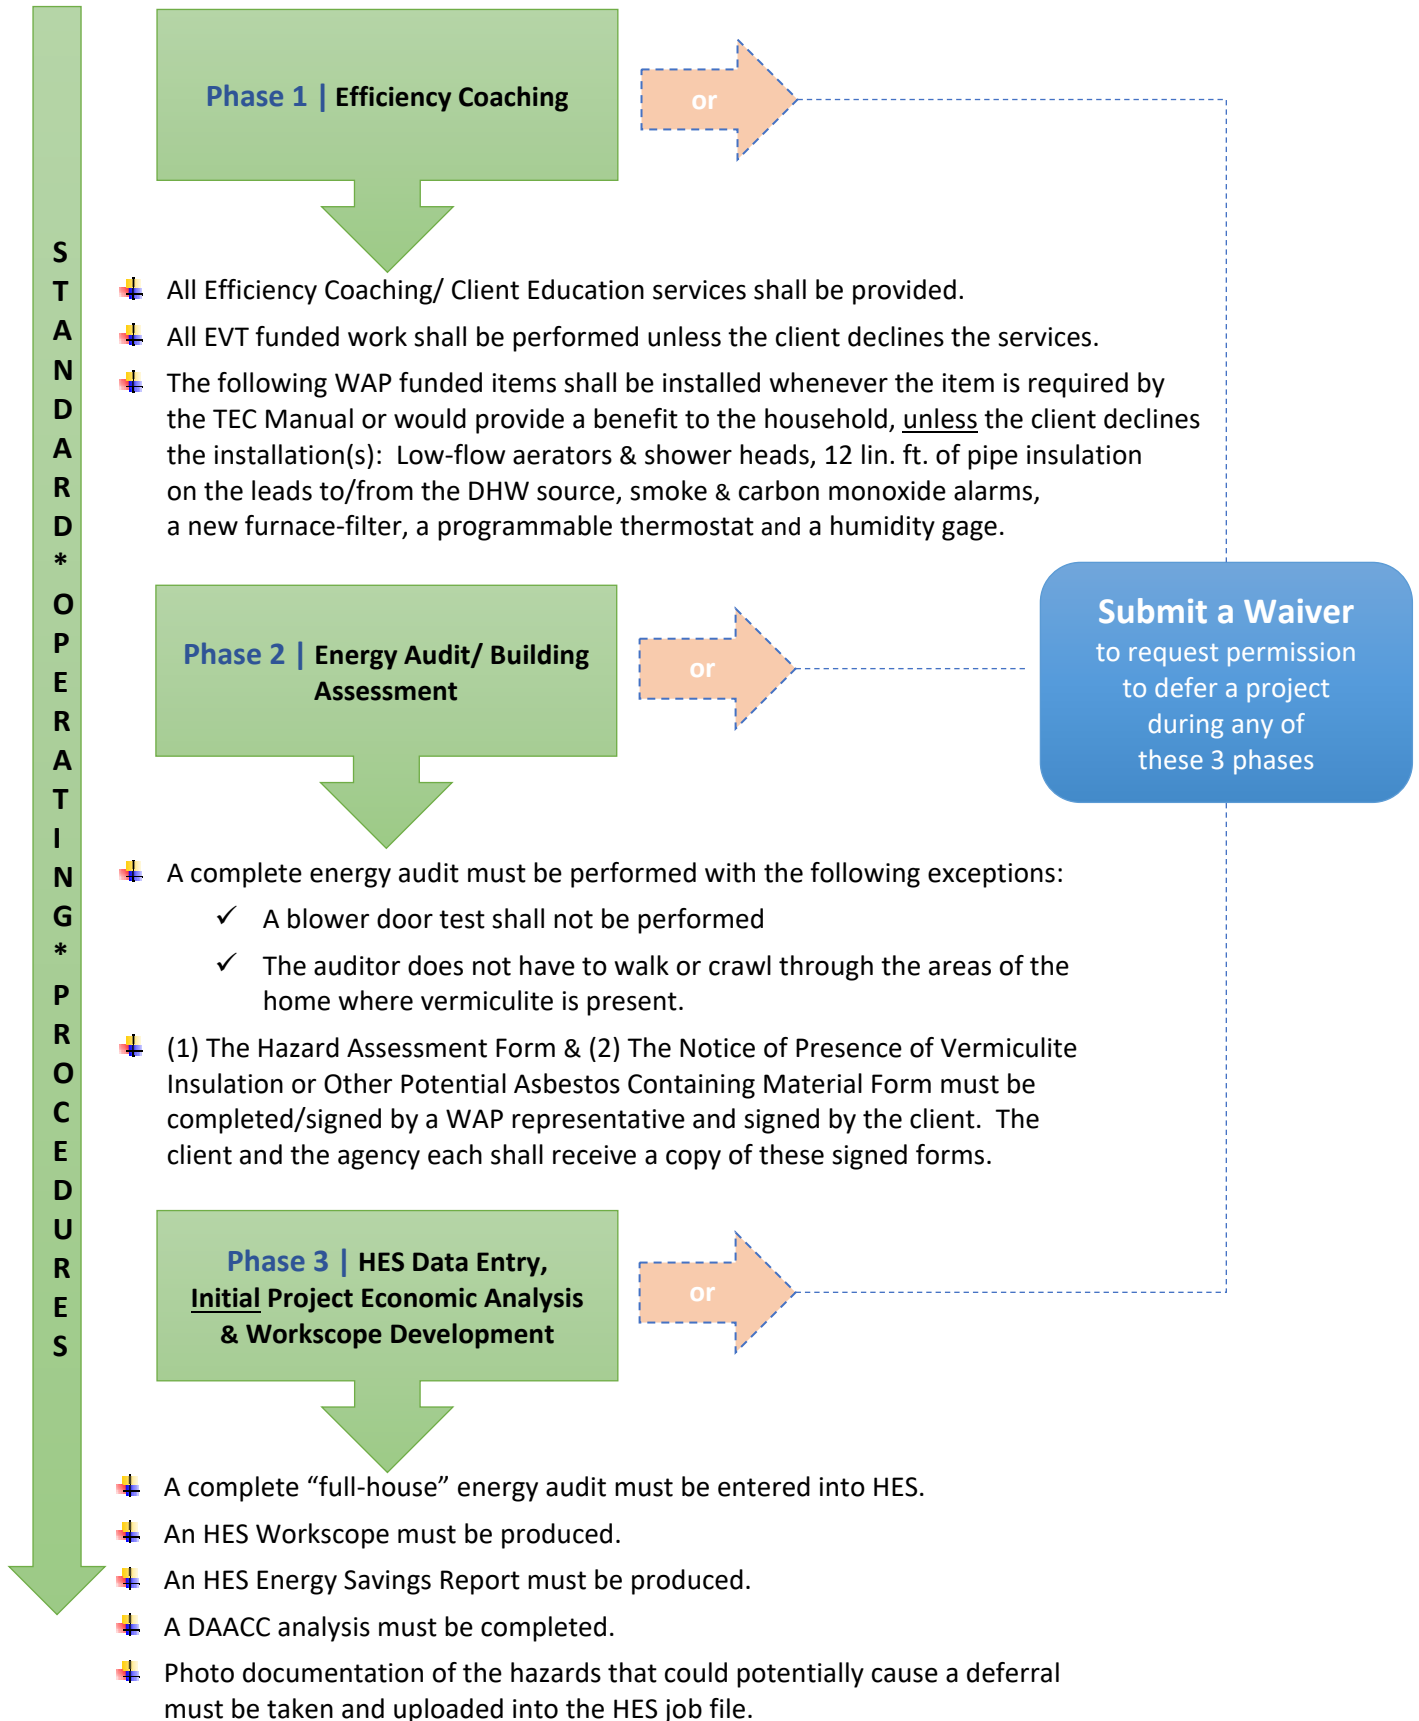 Phase 1 | Efficiency Coaching
or
STANDARD* OPERATING* PROCEDURES
All Efficiency Coaching/ Client Education services shall be provided.
All EVT funded work shall be performed unless the client declines the services.
The following WAP funded items shall be installed whenever the item is required by
the TEC Manual or would provide a benefit to the household, unless the client declines
the installation(s):  Low-flow aerators & shower heads, 12 lin. ft. of pipe insulation
on the leads to/from the DHW source, smoke & carbon monoxide alarms,
a new furnace-filter, a programmable thermostat and a humidity gage.
Phase 2 | Energy Audit/ Building
Assessment
or
Submit a Waiver
to request permission
to defer a project
during any of
these 3 phases
A complete energy audit must be performed with the following exceptions:
✓ A blower door test shall not be performed
✓ The auditor does not have to walk or crawl through the areas of the
home where vermiculite is present.
(1) The Hazard Assessment Form & (2) The Notice of Presence of Vermiculite
Insulation or Other Potential Asbestos Containing Material Form must be
completed/signed by a WAP representative and signed by the client.  The
client and the agency each shall receive a copy of these signed forms.
Phase 3 | HES Data Entry,
Initial Project Economic Analysis
& Workscope Development
or
A complete “full-house” energy audit must be entered into HES.
An HES Workscope must be produced.
An HES Energy Savings Report must be produced.
A DAACC analysis must be completed.
Photo documentation of the hazards that could potentially cause a deferral
must be taken and uploaded into the HES job file.